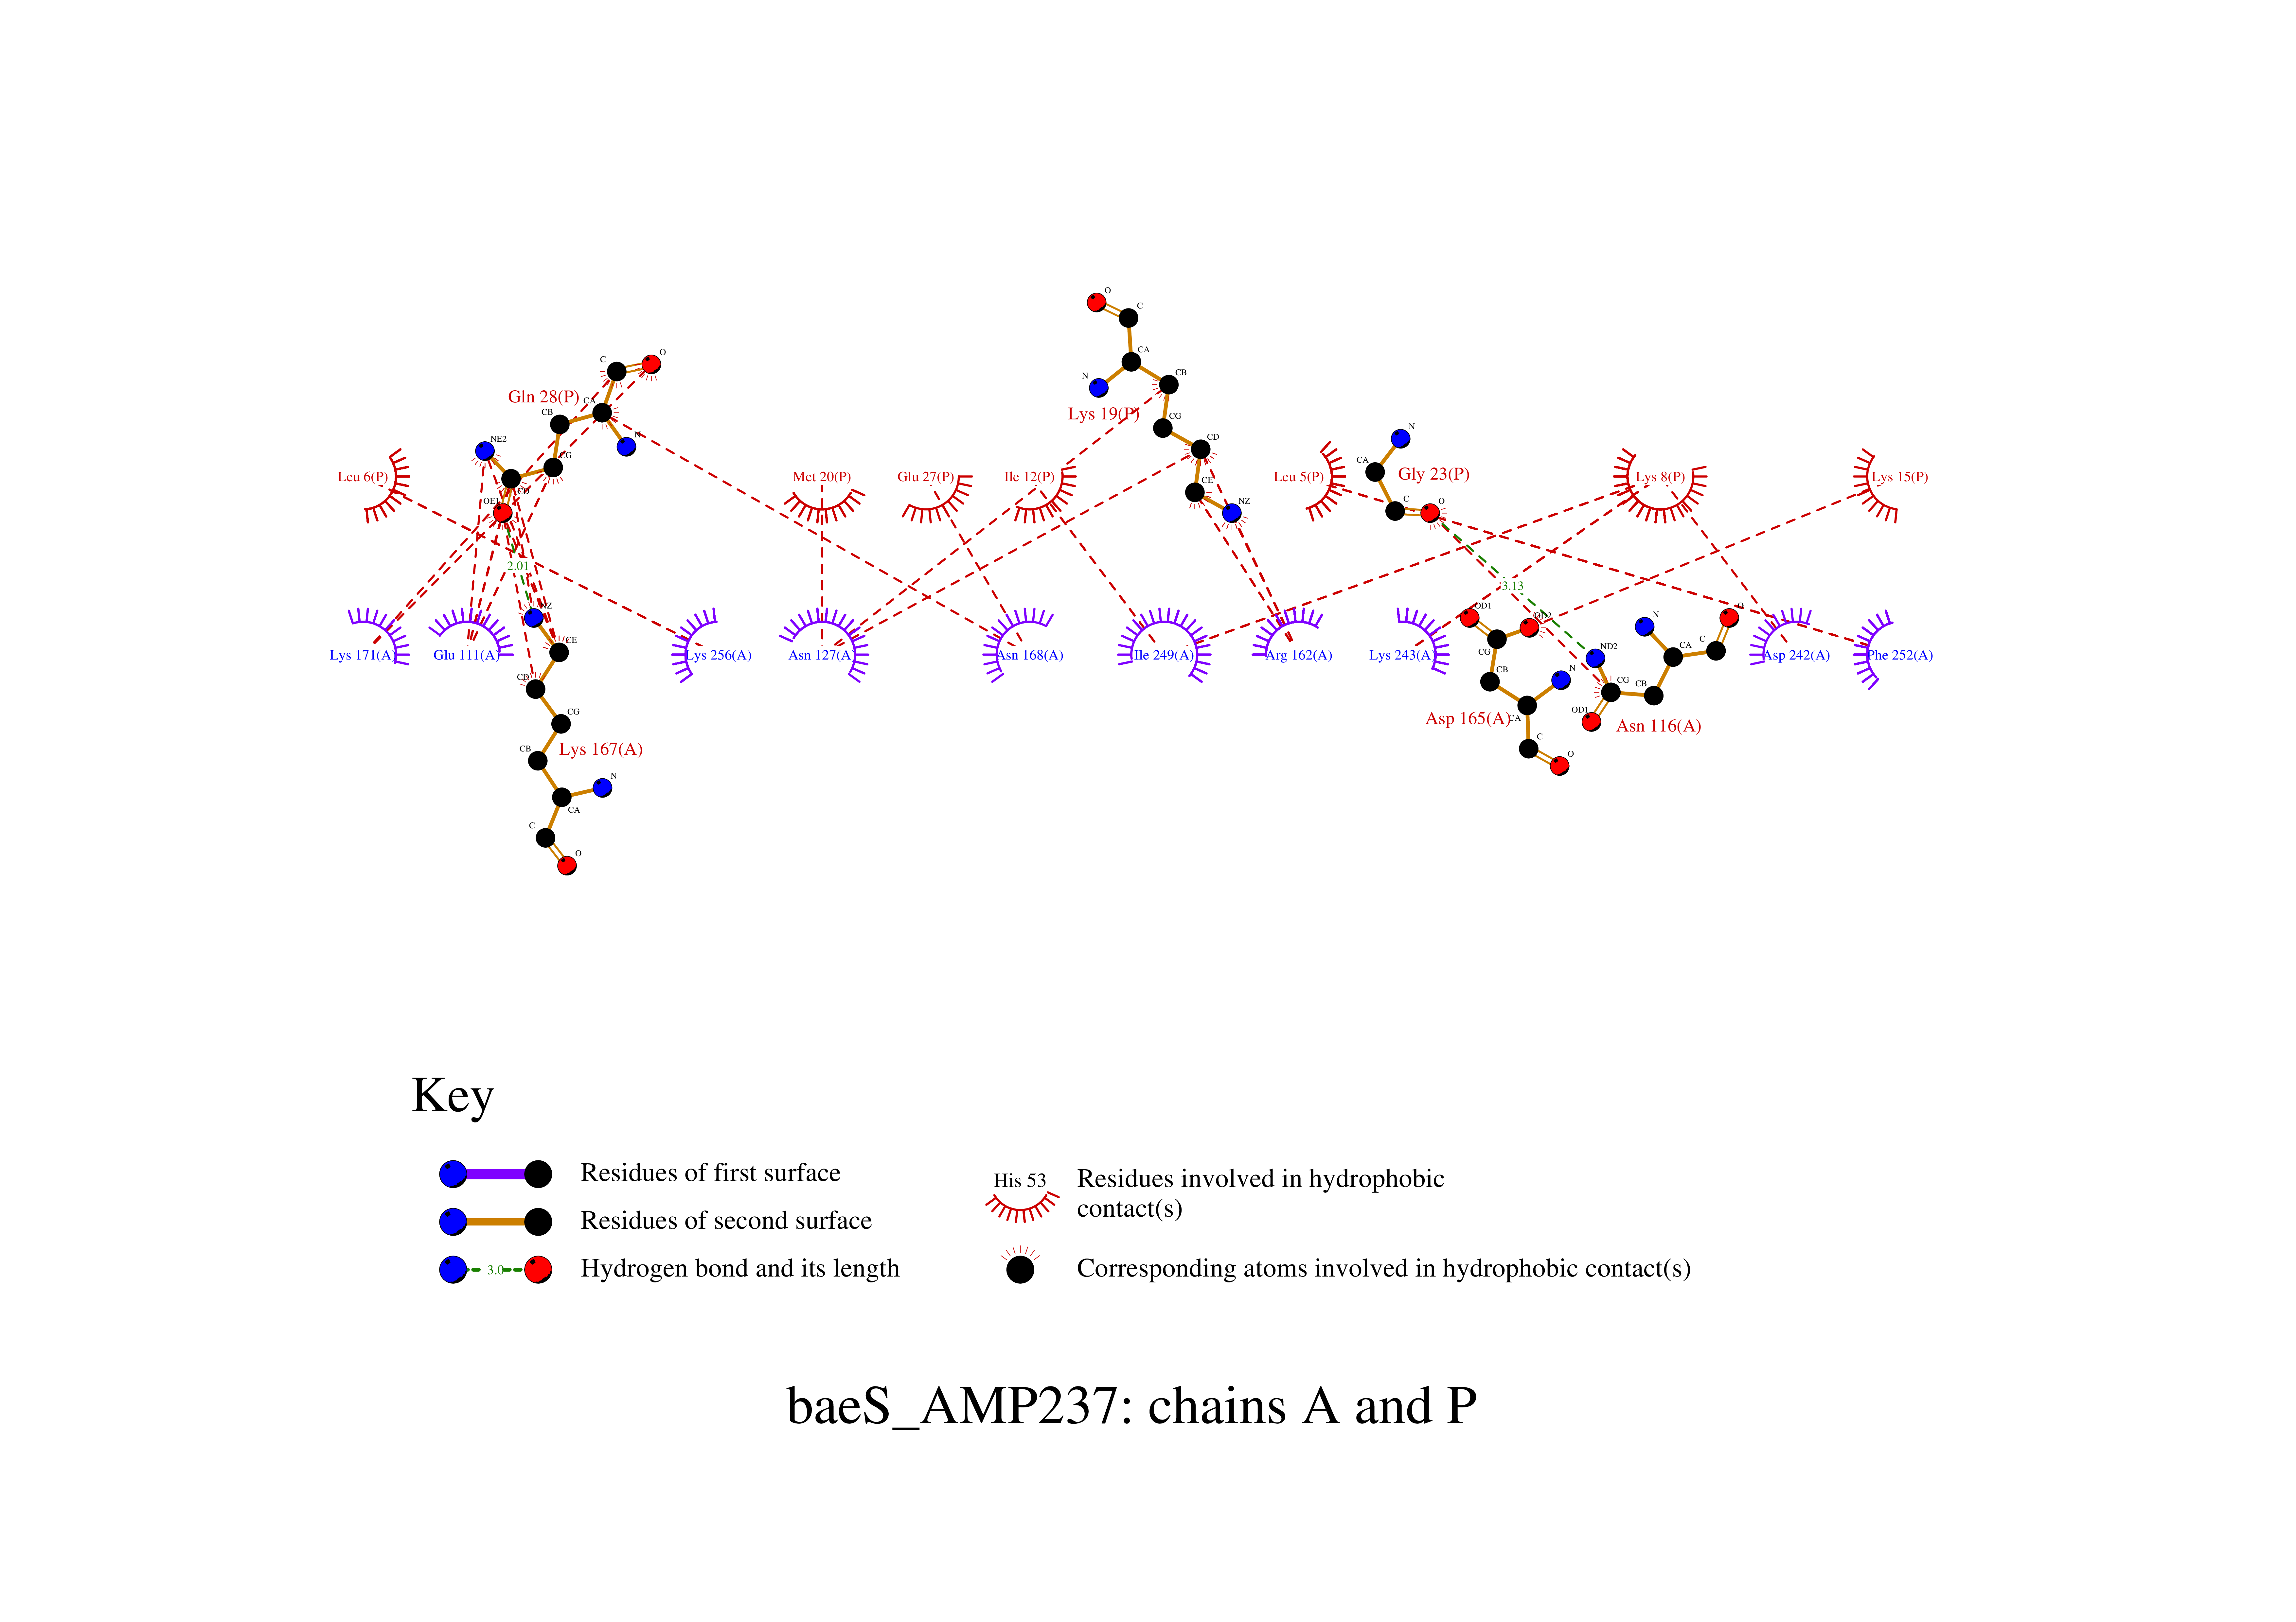 O
C
CA
CB
N
Lys 19(P)
CG
CD
CE
NZ
C
O
Gln 28(P)
CA
CB
N
NE2
CG
CD
OE1
N
CA
Gly 23(P)
C
O
Leu 6(P)
Met 20(P)
Glu 27(P)
Ile 12(P)
Leu 5(P)
Lys 8(P)
Lys 15(P)
2.01
3.13
Lys 171(A)
Glu 111(A)
Lys 256(A)
Asn 127(A)
Asn 168(A)
Ile 249(A)
Arg 162(A)
Lys 243(A)
Asp 242(A)
Phe 252(A)
NZ
CE
CD
CG
Lys 167(A)
CB
N
CA
C
O
OD1
OD2
CG
CB
N
Asp 165(A)
CA
C
O
N
O
ND2
CA
C
CG
CB
OD1
Asn 116(A)
Key
Residues of first surface
Residues of second surface
3.0
Hydrogen bond and its length
His 53
Residues involved in hydrophobic
contact(s)
Corresponding atoms involved in hydrophobic contact(s)
baeS_AMP237: chains A and P